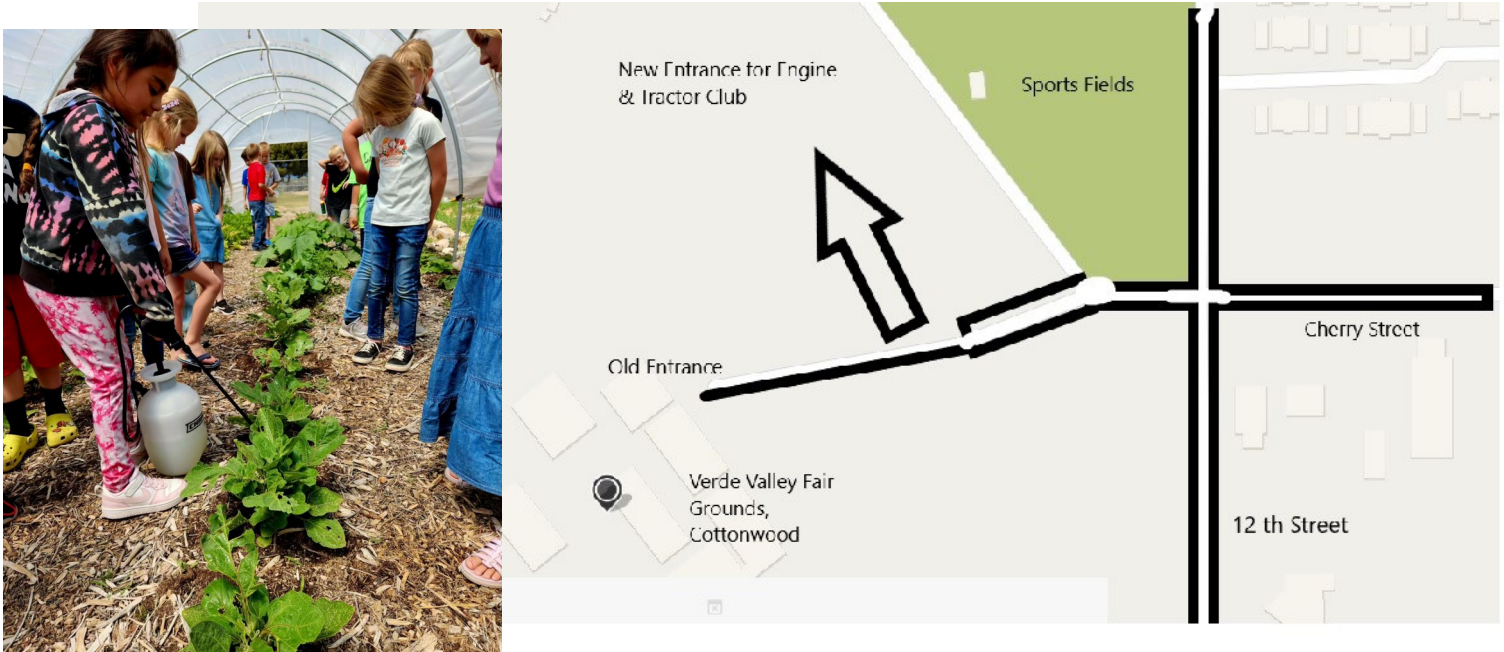 New Entrance for Engine
& Tractor Club
Sports Fields
Cherry Street
Old Entrance
Verde Valley Fair
Grounds,
Cottonwood
12 th Street